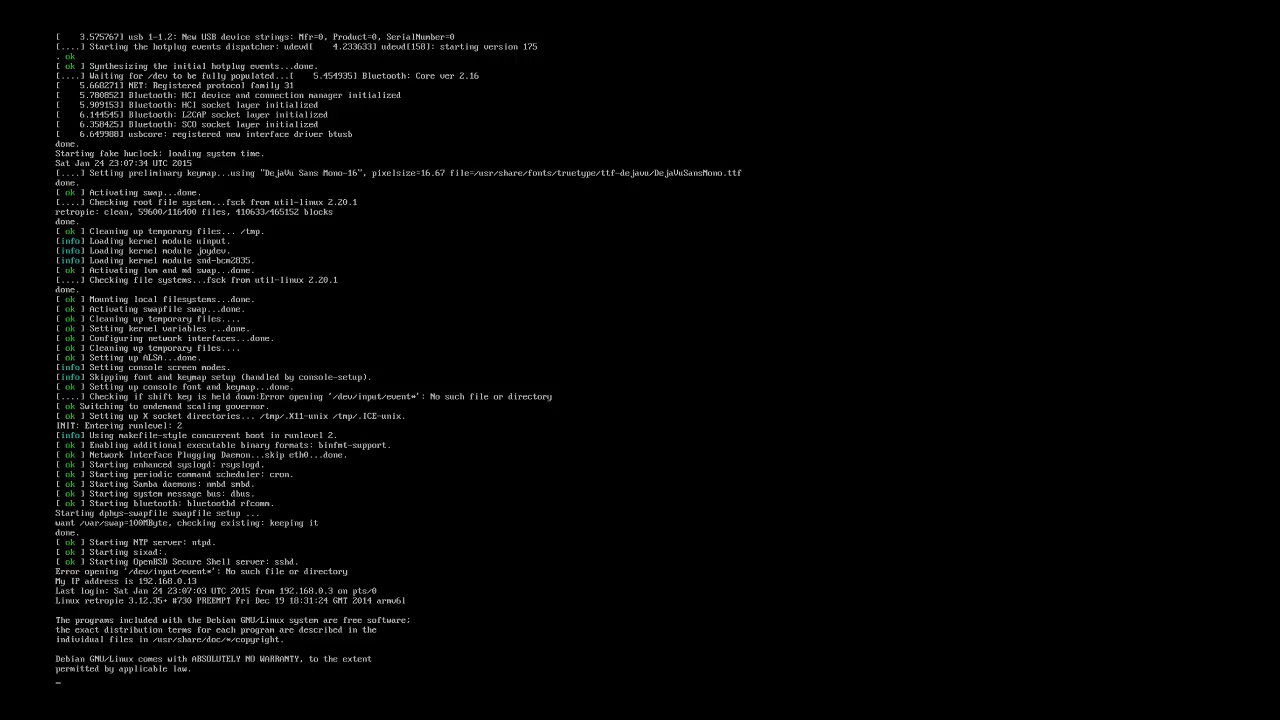 [    3.575767] usb 1-1.2: New USB device strings: Mfr=0, Product=0, SerialNumber=0
[....] Starting the hotplug events dispatcher: udevd[    4.233633] udevd[158]: starting version 175
. ok
[ ok ] Synthesizing the initial hotplug events...done.
[....] Waiting for /dev to be fully populated...[    5.454935] Bluetooth: Core ver 2.16
[    5.668271] NET: Registered protocol family 31
[    5.780852] Bluetooth: HCI device and connection manager initialized
[    5.909153] Bluetooth: HCI socket layer initialized
[    6.144545] Bluetooth: L2CAP socket layer initialized
[    6.358425] Bluetooth: SCO socket layer initialized
[    6.649988] usbcore: registered new interface driver btusb
done.
Starting fake hwclock: loading system time.
Sat Jan 24 23:07:34 UTC 2015
[....] Setting preliminary keymap...using "DejaVu Sans Mono-16", pixelsize=16.67 file=/usr/share/fonts/truetype/ttf-dejavu/DejaVuSansMono.ttf
done.
[ ok ] Activating swap...done.
[....] Checking root file system...fsck from util-linux 2.20.1
retropie: clean, 59600/116400 files, 410633/465152 blocks
done.
[ ok ] Cleaning up temporary files... /tmp.
[info] Loading kernel module uinput.
[info] Loading kernel module joydev.
[info] Loading kernel module snd-bcm2835.
[ ok ] Activating lvm and md swap...done.
[....] Checking file systems...fsck from util-linux 2.20.1
done.
[ ok ] Mounting local filesystems...done.
[ ok ] Activating swapfile swap...done.
[ ok ] Cleaning up temporary files....
[ ok ] Setting kernel variables ...done.
[ ok ] Configuring network interfaces...done.
[ ok ] Cleaning up temporary files....
[ ok ] Setting up ALSA...done.
[info] Setting console screen modes.
[info] Skipping font and keymap setup (handled by console-setup).
[ ok ] Setting up console font and keymap...done.
[....] Checking if shift key is held down:Error opening '/dev/input/event*': No such file or directory
[ ok Switching to ondemand scaling governor.
[ ok ] Setting up X socket directories... /tmp/.X11-unix /tmp/.ICE-unix.
INIT: Entering runlevel: 2
[info] Using makefile-style concurrent boot in runlevel 2.
[ ok ] Enabling additional executable binary formats: binfmt-support.
[ ok ] Network Interface Plugging Daemon...skip eth0...done.
[ ok ] Starting enhanced syslogd: rsyslogd.
[ ok ] Starting periodic command scheduler: cron.
[ ok ] Starting Samba daemons: nmbd smbd.
[ ok ] Starting system message bus: dbus.
[ ok ] Starting bluetooth: bluetoothd rfcomm.
Starting dphys-swapfile swapfile setup ...
want /var/swap=100MByte, checking existing: keeping it
done.
[ ok ] Starting NTP server: ntpd.
[ ok ] Starting sixad:.
[ ok ] Starting OpenBSD Secure Shell server: sshd.
Error opening '/dev/input/event*': No such file or directory
My IP address is 192.168.0.13
Last login: Sat Jan 24 23:07:03 UTC 2015 from 192.168.0.3 on pts/0
Linux retropie 3.12.35+ #730 PREEMPT Fri Dec 19 18:31:24 GMT 2014 armv6l

The programs included with the Debian GNU/Linux system are free software;
the exact distribution terms for each program are described in the
individual files in /usr/share/doc/*/copyright.

Debian GNU/Linux comes with ABSOLUTELY NO WARRANTY, to the extent
permitted by applicable law.